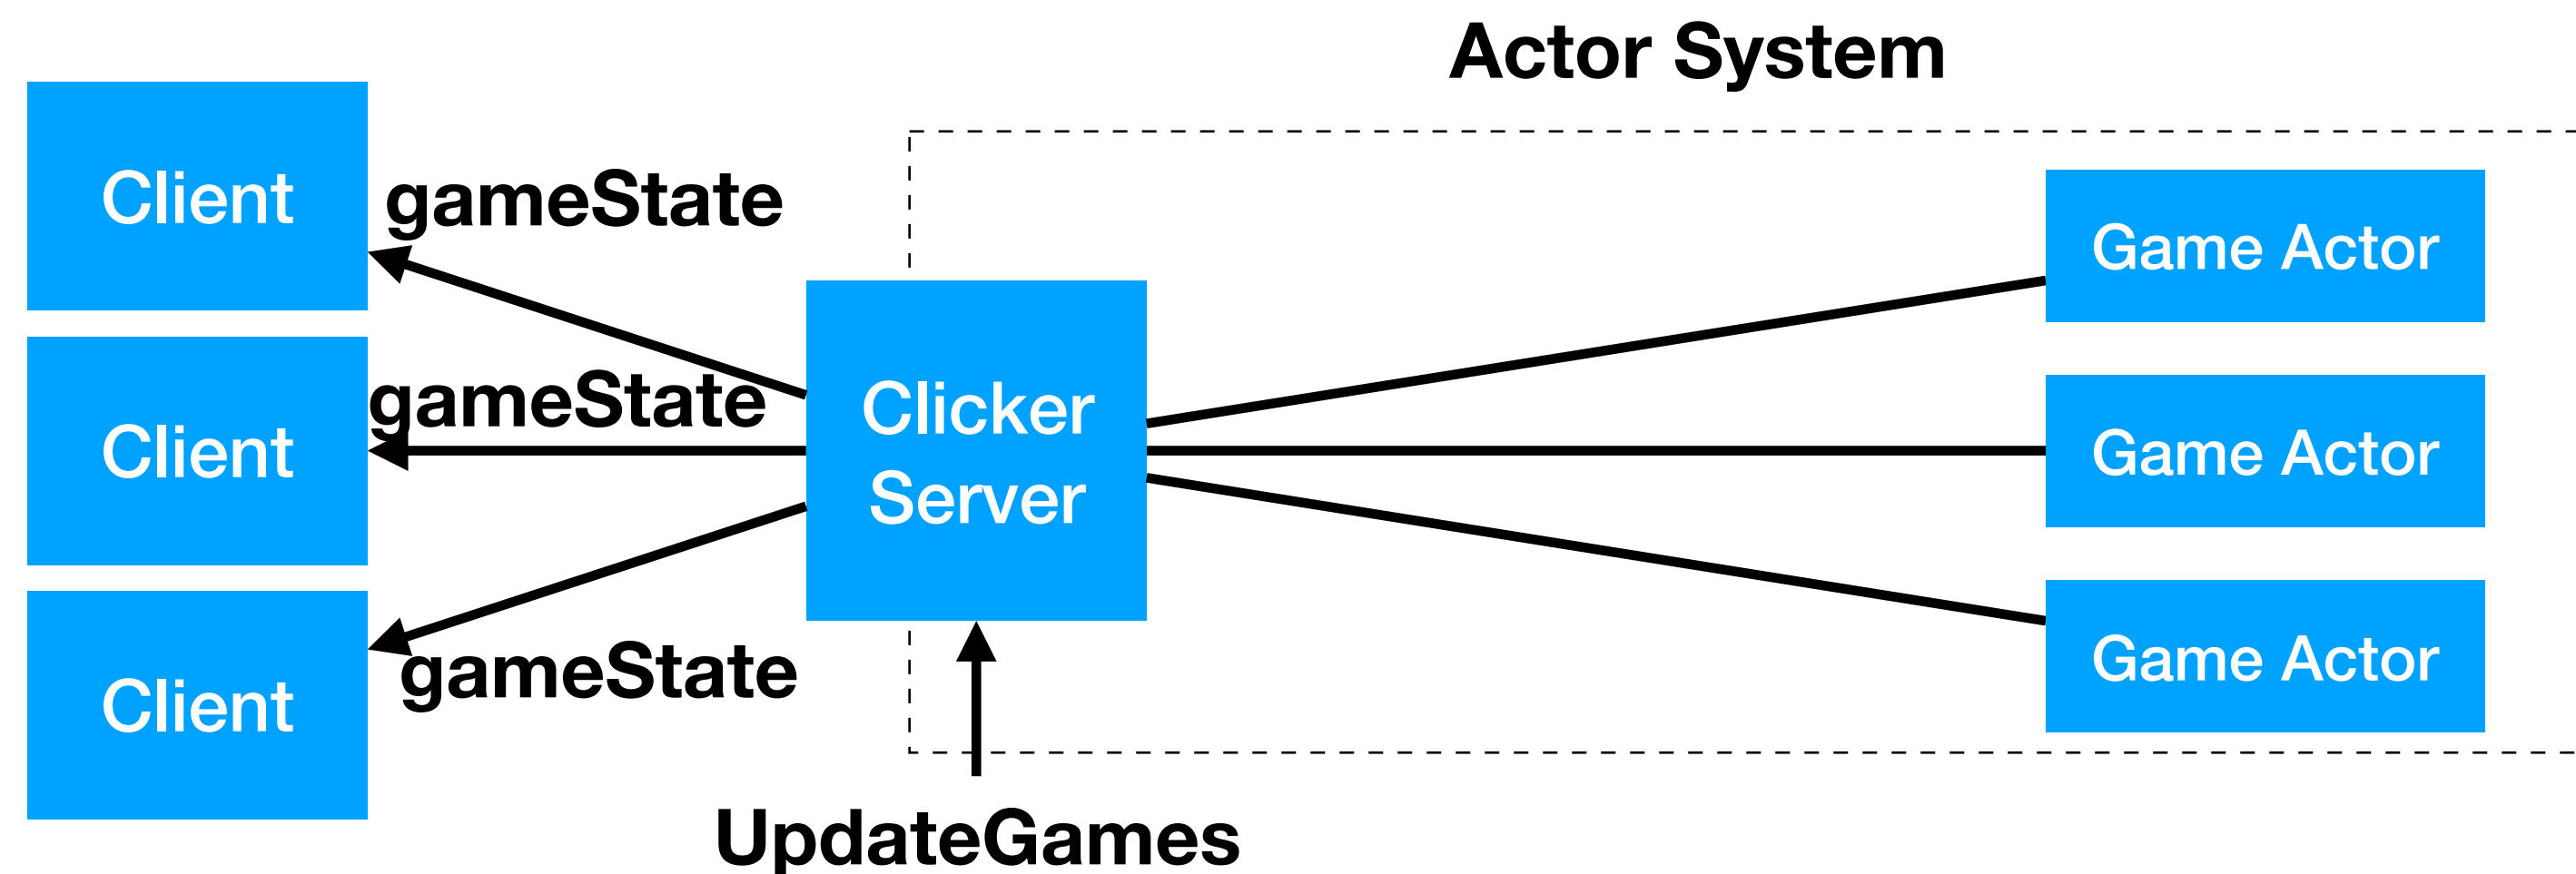 Actor System
Client
gameState
Game Actor
Client
gameState
Clicker
Server
Game Actor
Client
gameState
Game Actor
UpdateGames